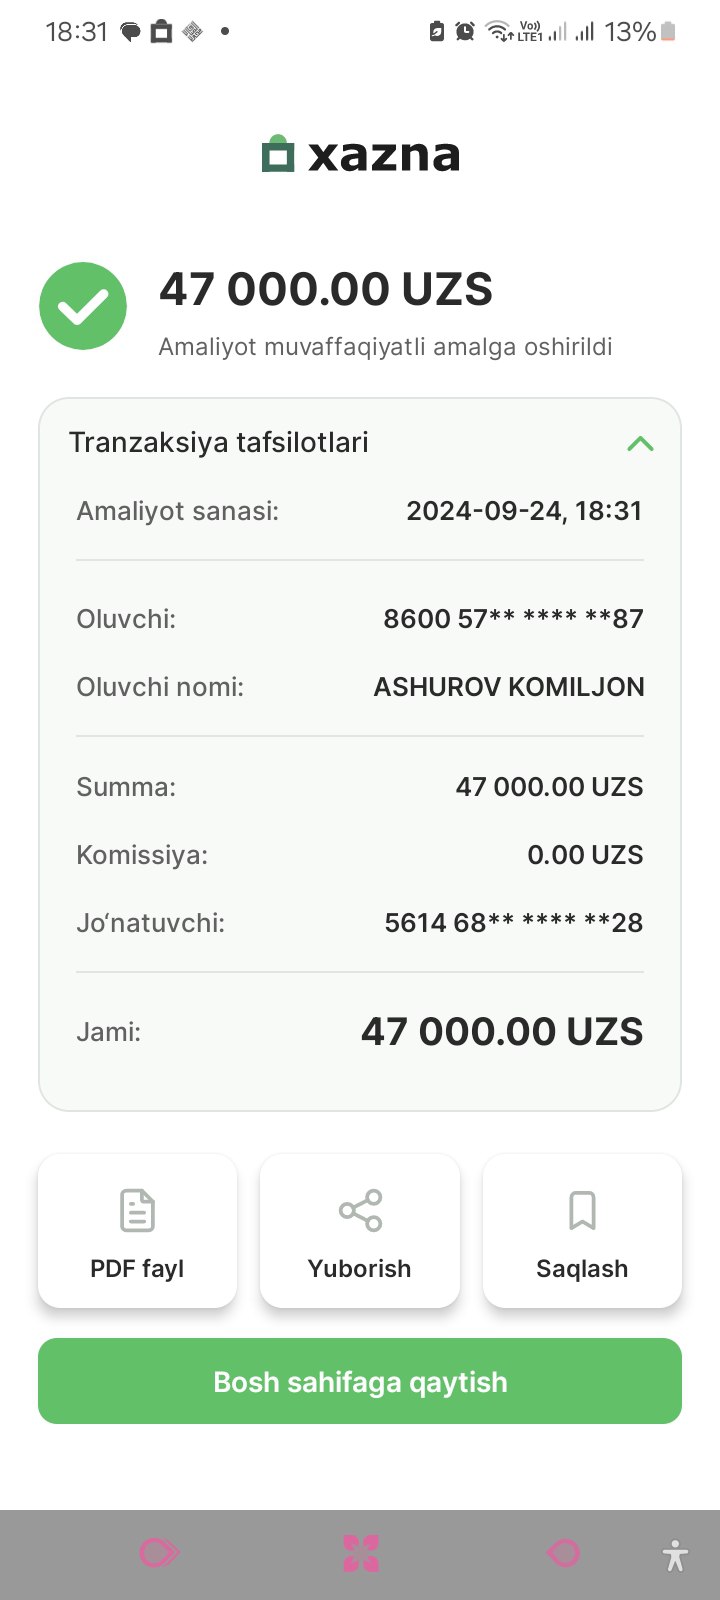 18:31 Vo)) LTE1 13%
xazna
47 000.00 UZS
Amaliyot muvaffaqiyatli amalga oshirildi
Tranzaksiya tafsilotlari
Amaliyot sanasi: 2024-09-24, 18:31
Oluvchi: 8600 57** **** **87
Oluvchi nomi: ASHUROV KOMILJON
Summa: 47 000.00 UZS
Komissiya: 0.00 UZS
Jo‘natuvchi: 5614 68** **** **28
Jami: 47 000.00 UZS
PDF fayl Yuborish Saqlash
Bosh sahifaga qaytish